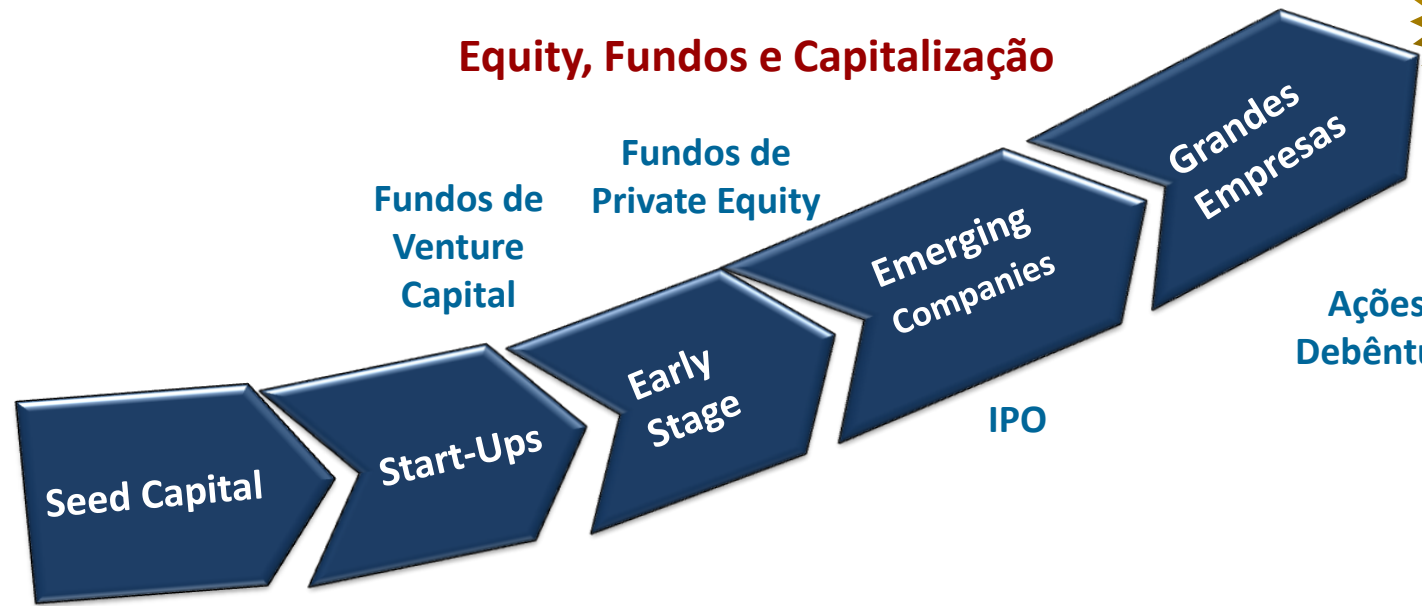 Equity, Fundos e Capitalização
Fundos de
Private Equity
Fundos de
Venture
Capital
Seed Capital
Start-Ups
Early
Stage
Emerging
Companies
Grandes
Empresas
IPO
Ações